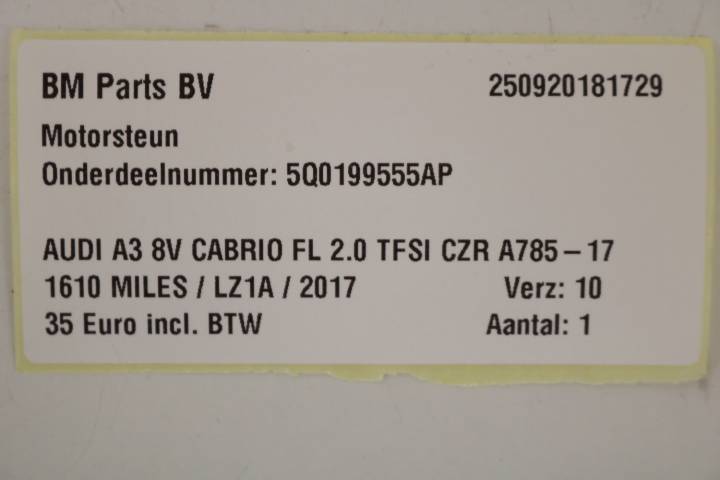 BM Parts BV 250920181729
Motorsteun
Onderdeelnummer: 5Q0199555AP
AUDI A3 8V CABRIO FL 2.0 TFSI CZR A785-17
1610 MILES / LZ1A / 2017 Verz: 10
35 Euro incl. BTW Aantal: 1